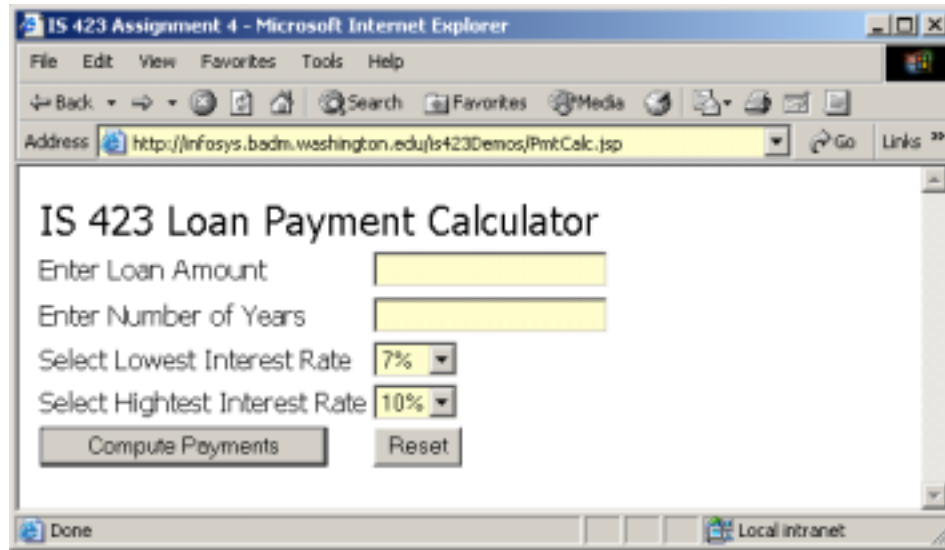 IS 423 Assignment 4 - Microsoft Internet Explorer
File Edit View Favorites Tools Help
Back Search Favorites Media
Address http://infosys.badm.washington.edu/is423Demos/PmtCalc.jsp Go Links »
IS 423 Loan Payment Calculator
Enter Loan Amount
Enter Number of Years
Select Lowest Interest Rate 7%
Select Hightest Interest Rate 10%
Compute Payments Reset
Done Local intranet